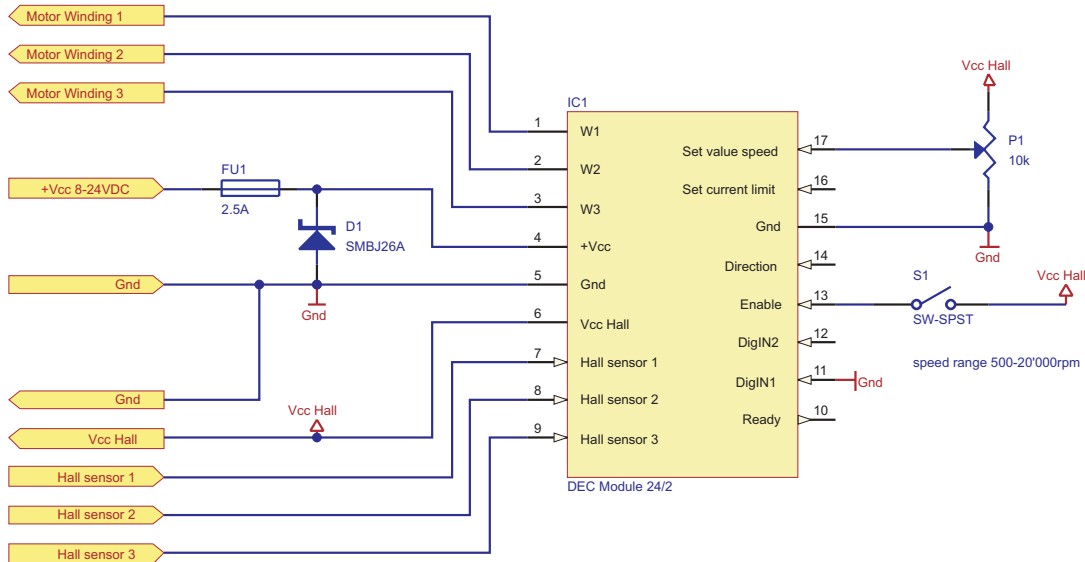 Motor Winding 1
Motor Winding 2
Motor Winding 3
+Vcc 8-24VDC
Gnd
Gnd
Vcc Hall
Hall sensor 1
Hall sensor 2
Hall sensor 3
FU1
2.5A
D1
SMBJ26A
Gnd
Vcc Hall
IC1
1 W1
2 W2
3 W3
4 +Vcc
5 Gnd
6 Vcc Hall
7 Hall sensor 1
8 Hall sensor 2
9 Hall sensor 3
Set value speed 17
Set current limit 16
Gnd 15
Direction 14
Enable 13
DigIN2 12
DigIN1 11
Ready 10
DEC Module 24/2
Vcc Hall
P1
10k
Gnd
S1
SW-SPST
Vcc Hall
speed range 500-20'000rpm
Gnd